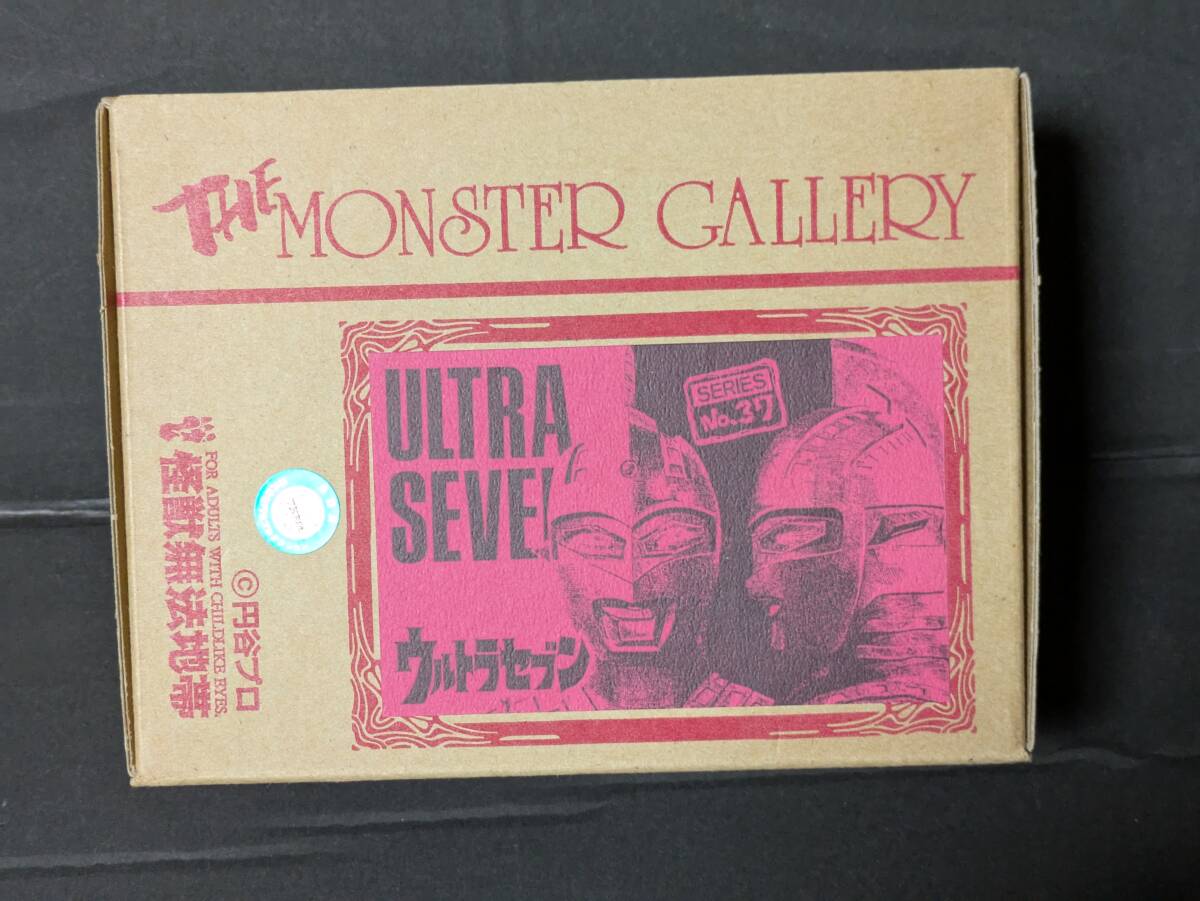 THE MONSTER GALLERY
ULTRA
SEVE
SERIES
No.37
ウルトラセブン
©円谷プロ
FOR ADULTS WITH CHILDLIKE EYES.
怪獣無法地帯